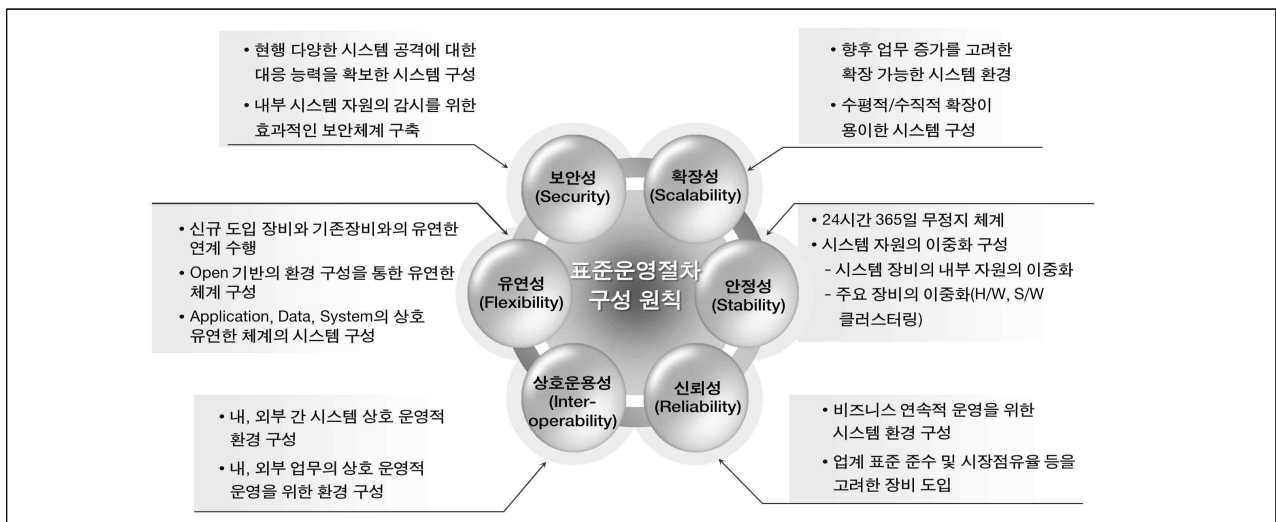 • 현행 다양한 시스템 공격에 대한
대응 능력을 확보한 시스템 구성
• 내부 시스템 자원의 감시를 위한
효과적인 보안체계 구축
• 향후 업무 증가를 고려한
확장 가능한 시스템 환경
• 수평적/수직적 확장이
용이한 시스템 구성
보안성
(Security)
확장성
(Scalability)
• 신규 도입 장비와 기존장비와의 유연한
연계 수행
• Open 기반의 환경 구성을 통한 유연한
체계 구성
• Application, Data, System의 상호
유연한 체계의 시스템 구성
유연성
(Flexibility)
표준운영절차
구성 원칙
안정성
(Stability)
• 24시간 365일 무정지 체계
• 시스템 자원의 이중화 구성
- 시스템 장비의 내부 자원의 이중화
- 주요 장비의 이중화(H/W, S/W
클러스터링)
상호운용성
(Inter-
operability)
신뢰성
(Reliability)
• 내, 외부 간 시스템 상호 운영적
환경 구성
• 내, 외부 업무의 상호 운영적
운영을 위한 환경 구성
• 비즈니스 연속적 운영을 위한
시스템 환경 구성
• 업계 표준 준수 및 시장점유율 등을
고려한 장비 도입